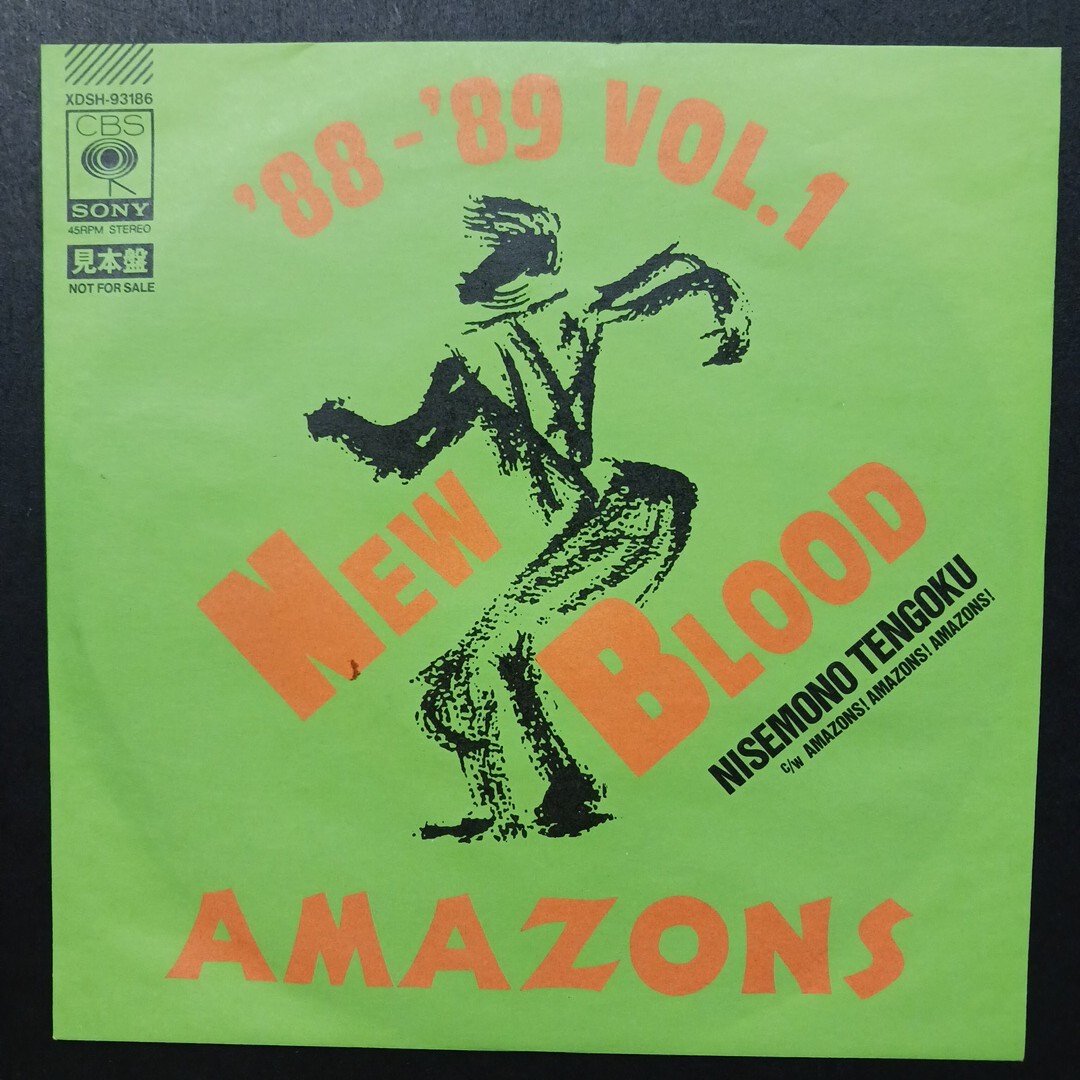 XDSH-93186
CBS
SONY
45RPM STEREO
見本盤
NOT FOR SALE
'88-'89 VOL.1
NEW BLOOD
NISEMONO TENGOKU
c/w AMAZONS! AMAZONS! AMAZONS!
AMAZONS